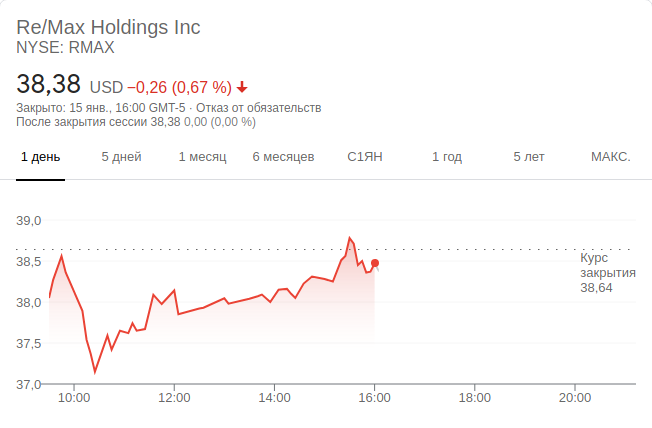 Re/Max Holdings Inc
NYSE: RMAX
38,38 USD −0,26 (0,67 %)
Закрыто: 15 янв., 16:00 GMT-5 · Отказ от обязательств
После закрытия сессии 38,38 0,00 (0,00 %)
1 день 5 дней 1 месяц 6 месяцев С1ЯН 1 год 5 лет МАКС.
39,0
38,5
38,0
37,5
37,0
Курс
закрытия
38,64
10:00 12:00 14:00 16:00 18:00 20:00